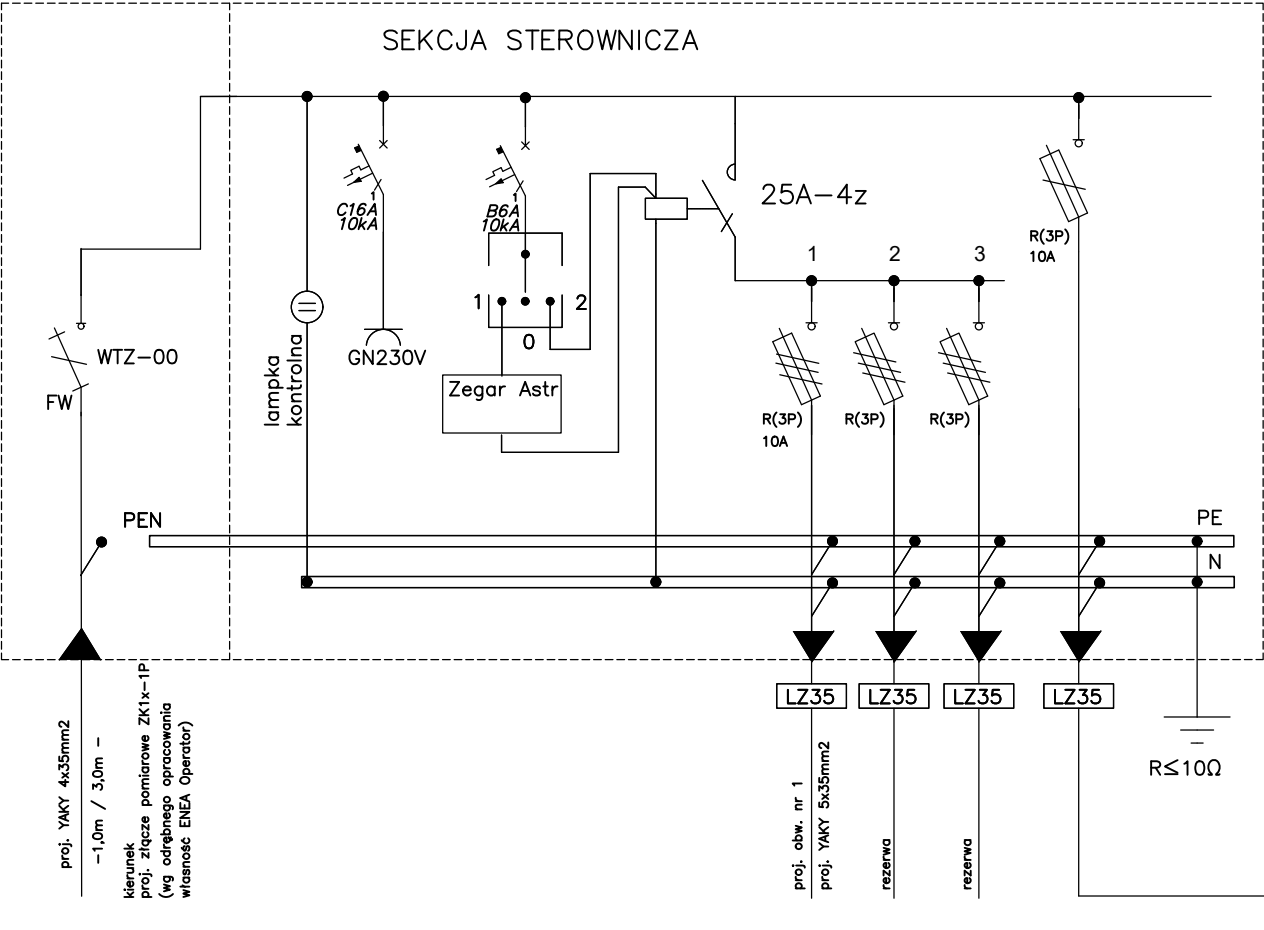 SEKCJA STEROWNICZA
C16A
10kA
1
B6A
10kA
1
25A-4z
R(3P)
10A
1
2
3
1
2
0
WTZ-00
FW
lampka
kontrolna
GN230V
Zegar Astr
R(3P)
10A
R(3P)
R(3P)
PEN
PE
N
LZ35
LZ35
LZ35
LZ35
R≤10Ω
proj. YAKY 4x35mm2
-1,0m / 3,0m -
kierunek
proj. złącze pomiarowe ZK1x-1P
(wg odrębnego opracowania
własność ENEA Operator)
proj. obw. nr 1
proj. YAKY 5x35mm2
rezerwa
rezerwa